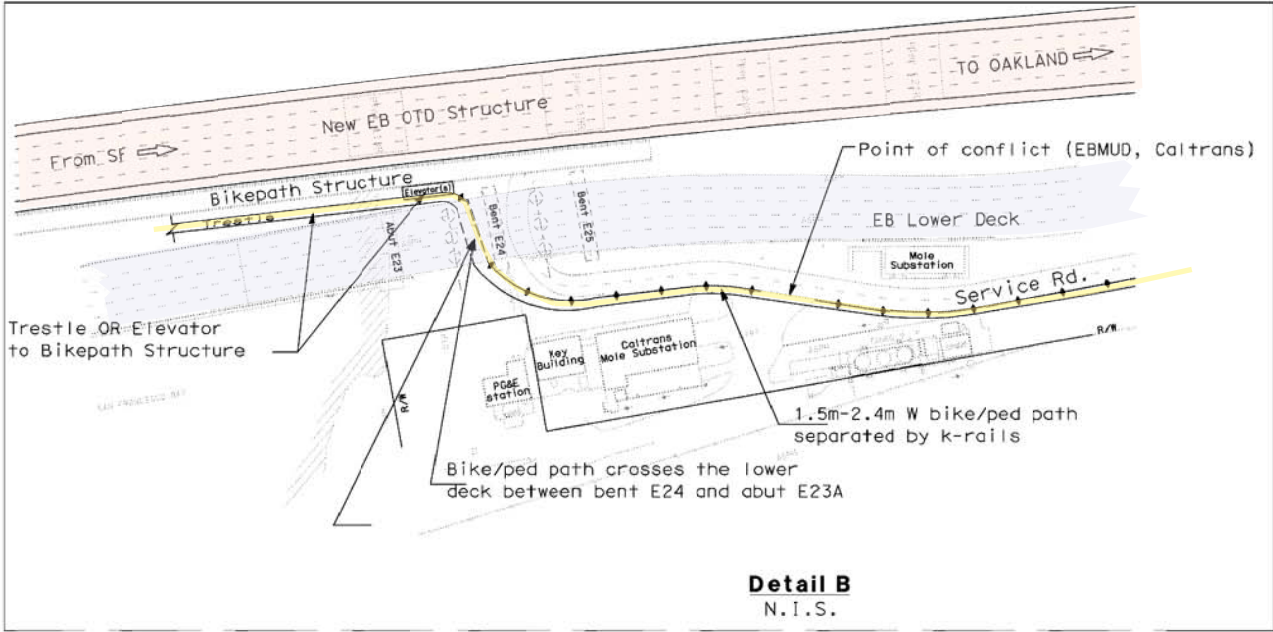 TO OAKLAND
New EB OTD Structure
From SF
Point of conflict (EBMUD, Caltrans)
Bikepath Structure
Elevator(s)
Trestle
Bent E24
Bent E25
EB Lower Deck
Abut E23
Mole
Substation
Service Rd.
Trestle OR Elevator
to Bikepath Structure
R/W
Key
Building
Caltrans
Mole Substation
PG&E
station
R/W
SAN FRANCISCO BAY
1.5m-2.4m W bike/ped path
separated by k-rails
Bike/ped path crosses the lower
deck between bent E24 and abut E23A
Detail B
N.I.S.